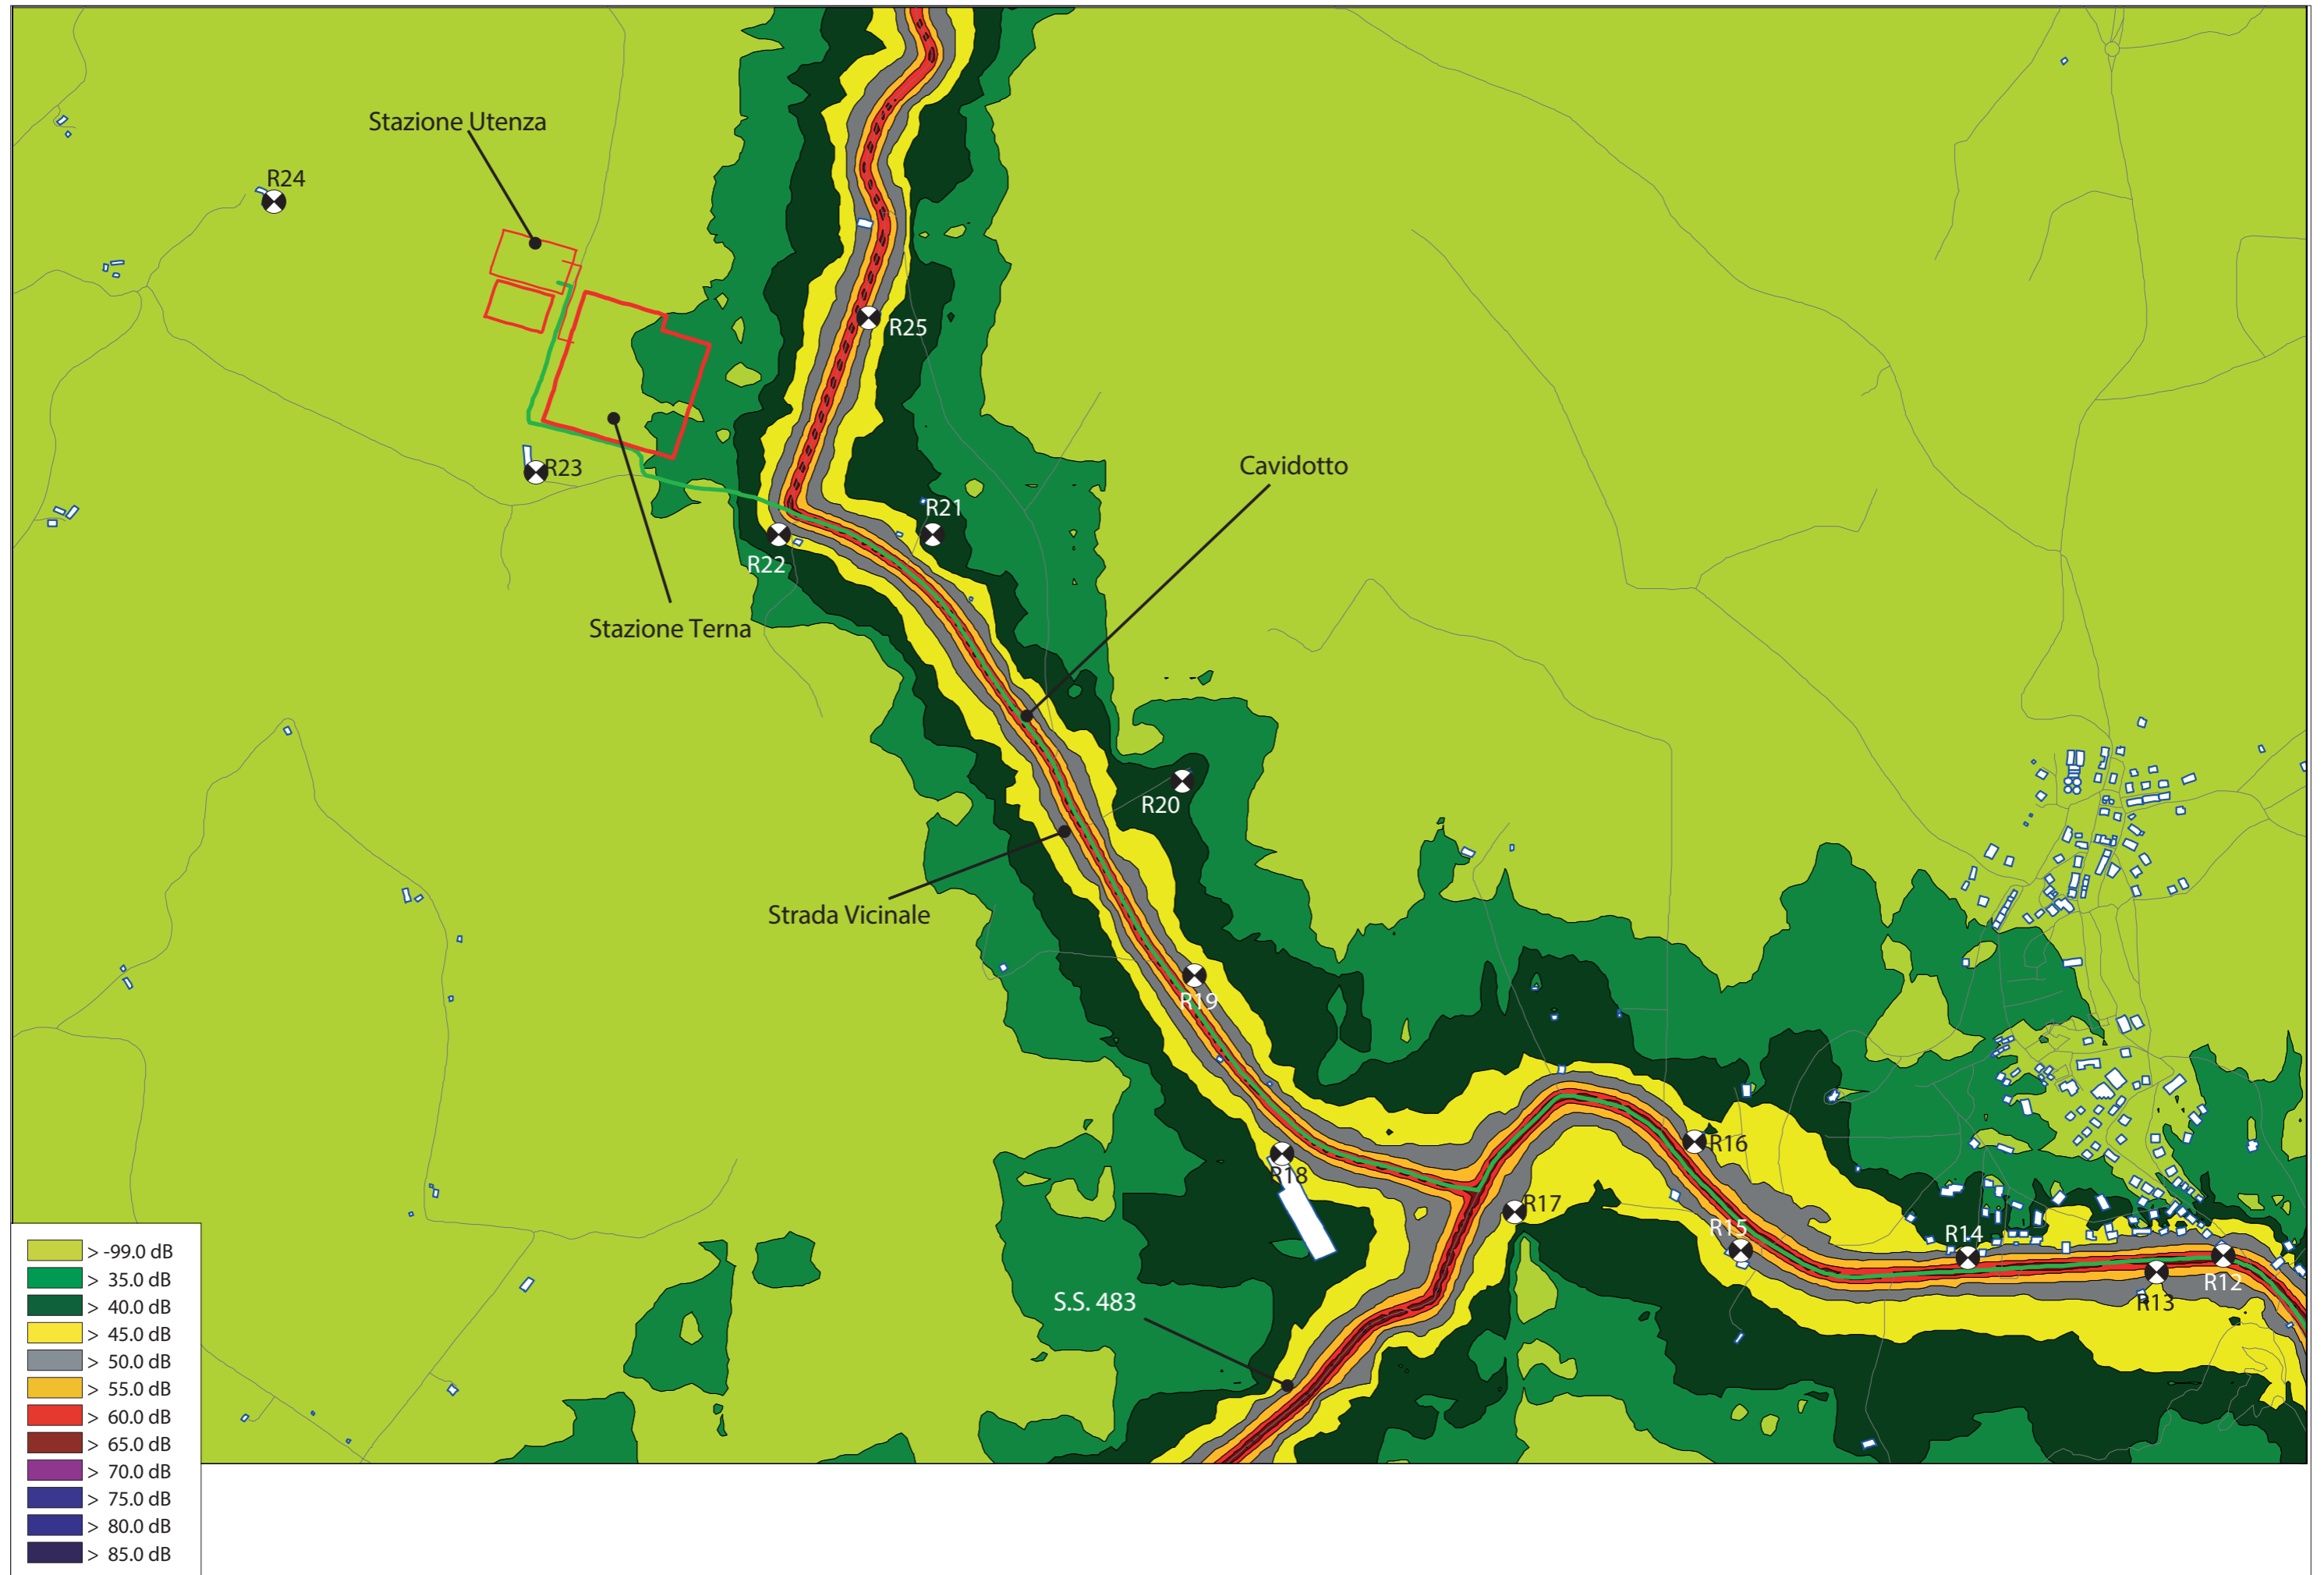 Stazione Utenza
R24
R25
Cavidotto
R23
R21
R22
Stazione Terna
R20
Strada Vicinale
R19
R16
R18
R17
R15
R14
R12
R13
S.S. 483
> -99.0 dB
> 35.0 dB
> 40.0 dB
> 45.0 dB
> 50.0 dB
> 55.0 dB
> 60.0 dB
> 65.0 dB
> 70.0 dB
> 75.0 dB
> 80.0 dB
> 85.0 dB